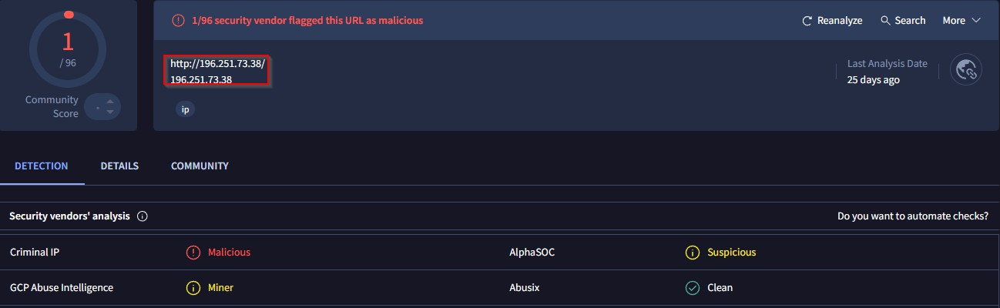 1
/ 96
Community
Score
1/96 security vendor flagged this URL as malicious
Reanalyze
Search
More
http://196.251.73.38/
196.251.73.38
ip
Last Analysis Date
25 days ago
DETECTION
DETAILS
COMMUNITY
Security vendors' analysis
Do you want to automate checks?
Criminal IP
Malicious
AlphaSOC
Suspicious
GCP Abuse Intelligence
Miner
Abusix
Clean